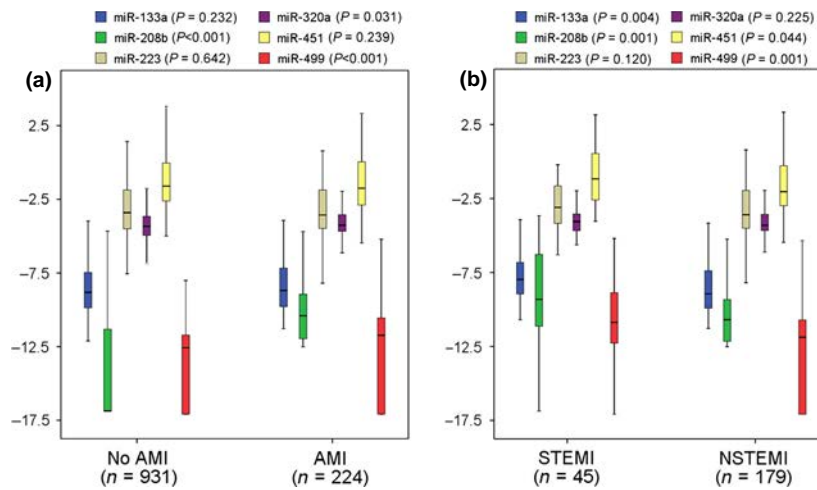 miR-133a (P = 0.232) miR-320a (P = 0.031)
miR-208b (P<0.001) miR-451 (P = 0.239)
miR-223 (P = 0.642) miR-499 (P<0.001)
(a)
2.5
−2.5
−7.5
−12.5
−17.5
No AMI AMI
(n = 931) (n = 224)
miR-133a (P = 0.004) miR-320a (P = 0.225)
miR-208b (P = 0.001) miR-451 (P = 0.044)
miR-223 (P = 0.120) miR-499 (P = 0.001)
(b)
2.5
−2.5
−7.5
−12.5
−17.5
STEMI NSTEMI
(n = 45) (n = 179)